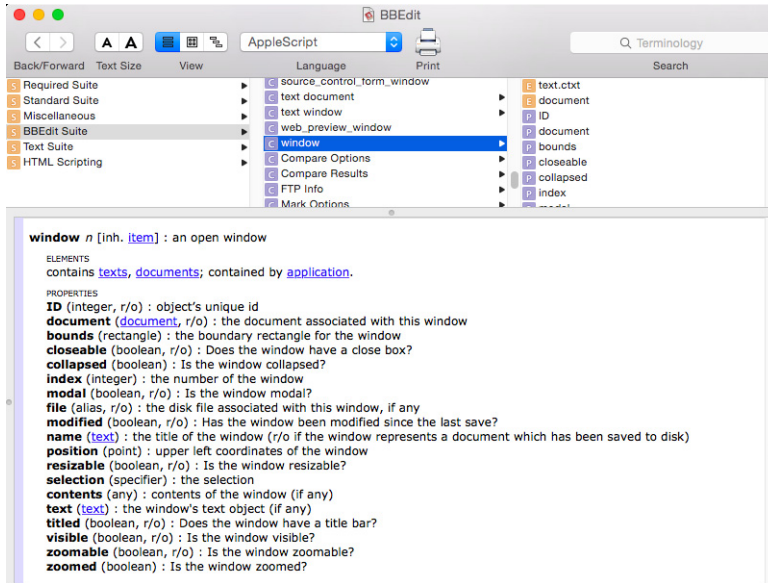 BBEdit
A A
AppleScript
Terminology
Back/Forward Text Size View Language Print Search
S Required Suite
S Standard Suite
S Miscellaneous
S BBEdit Suite
S Text Suite
S HTML Scripting
C source_control_form_window
C text document
C text window
C web_preview_window
C window
C Compare Options
C Compare Results
C FTP Info
C Mark Options
E text.ctxt
E document
P ID
P document
P bounds
P closeable
P collapsed
P index
window n [inh. item] : an open window
ELEMENTS
contains texts, documents; contained by application.
PROPERTIES
ID (integer, r/o) : object's unique id
document (document, r/o) : the document associated with this window
bounds (rectangle) : the boundary rectangle for the window
closeable (boolean, r/o) : Does the window have a close box?
collapsed (boolean) : Is the window collapsed?
index (integer) : the number of the window
modal (boolean, r/o) : Is the window modal?
file (alias, r/o) : the disk file associated with this window, if any
modified (boolean, r/o) : Has the window been modified since the last save?
name (text) : the title of the window (r/o if the window represents a document which has been saved to disk)
position (point) : upper left coordinates of the window
resizable (boolean, r/o) : Is the window resizable?
selection (specifier) : the selection
contents (any) : contents of the window (if any)
text (text) : the window's text object (if any)
titled (boolean, r/o) : Does the window have a title bar?
visible (boolean, r/o) : Is the window visible?
zoomable (boolean, r/o) : Is the window zoomable?
zoomed (boolean) : Is the window zoomed?